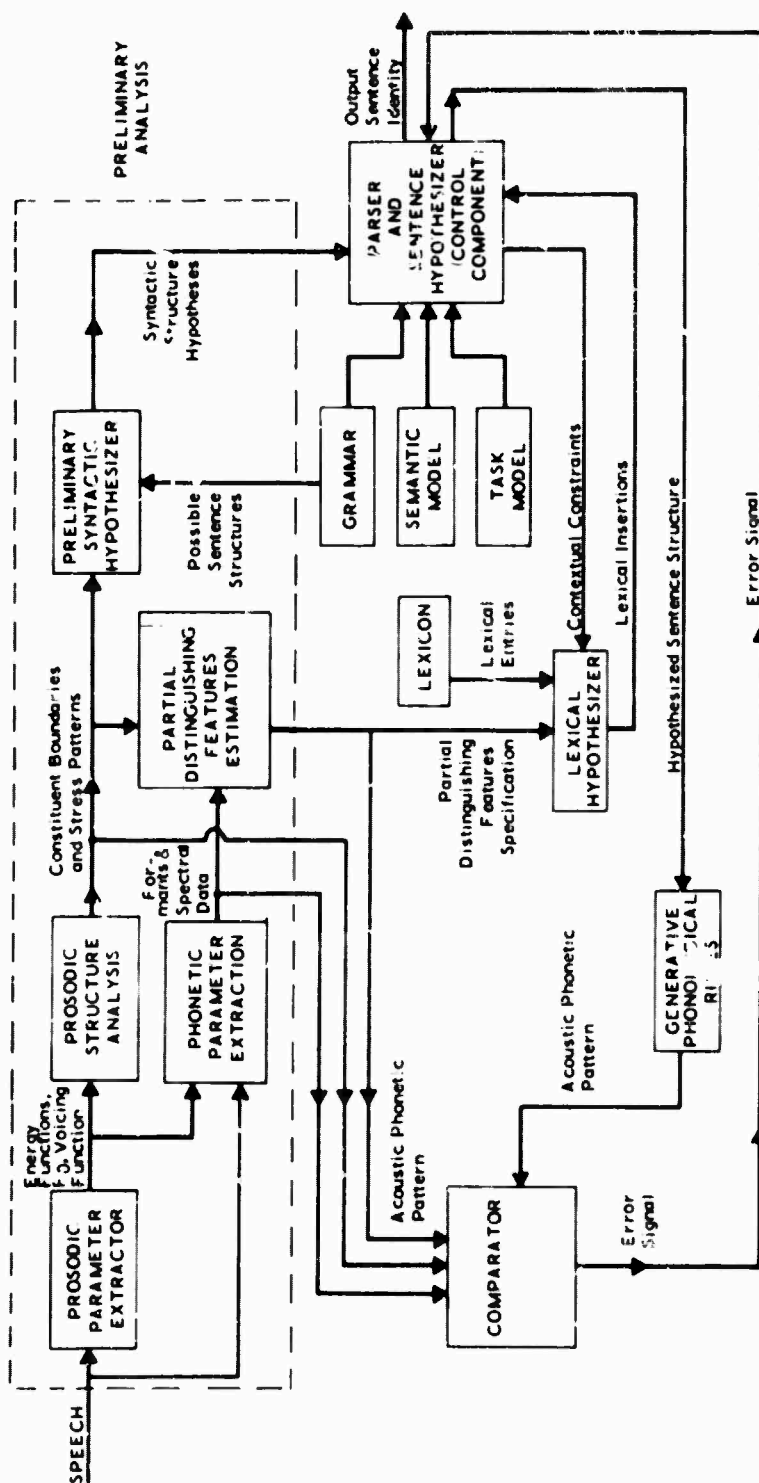 SPEECH
PROSODIC
PARAMETER
EXTRACTOR
Energy
Functions,
F0, Voicing
Function
PROSODIC
STRUCTURE
ANALYSIS
Constituent Boundaries
and Stress Patterns
PRELIMINARY
SYNTACTIC
HYPOTHESIZER
Syntactic
Structure
Hypotheses
PRELIMINARY
ANALYSIS
PHONETIC
PARAMETER
EXTRACTION
For-
mants &
Spectral
Data
PARTIAL
DISTINGUISHING
FEATURES
ESTIMATION
Possible
Sentence
Structures
GRAMMAR
SEMANTIC
MODEL
TASK
MODEL
PARSER
AND
SENTENCE
HYPOTHESIZER
(CONTROL
COMPONENT)
Output
Sentence
Identity
LEXICON
Lexical
Entries
Partial
Distinguishing
Features
Specification
LEXICAL
HYPOTHESIZER
Contextual Constraints
Lexical Insertions
Hypothesized Sentence Structure
Acoustic Phonetic
Pattern
COMPARATOR
Acoustic Phonetic
Pattern
GENERATIVE
PHONOLOGICAL
RULES
Error
Signal
Error Signal